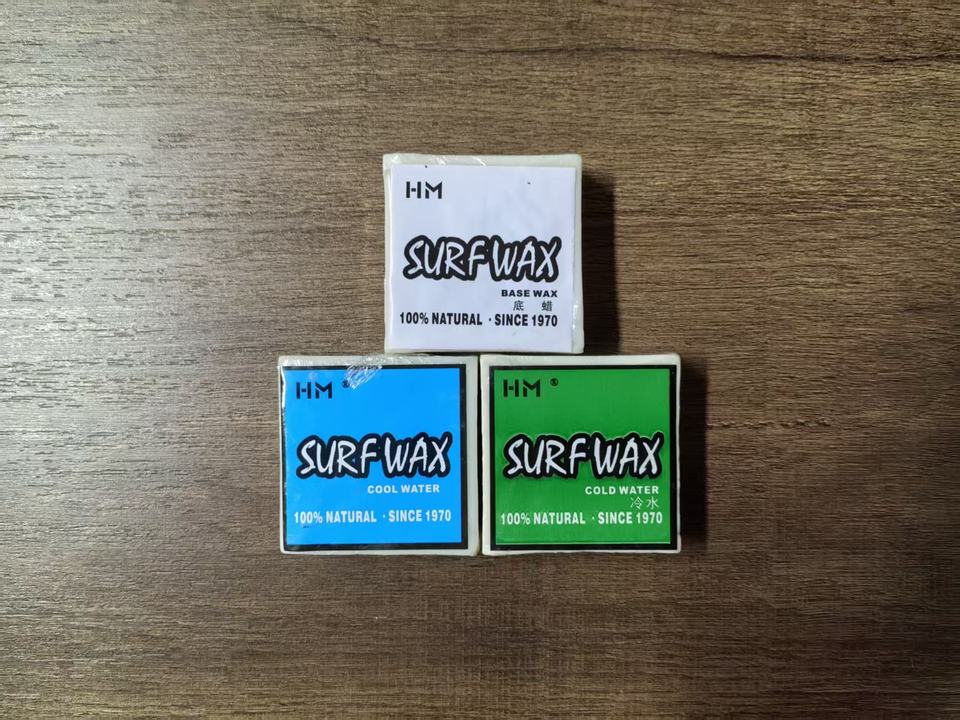 HM
SURF WAX
BASE WAX
底 蜡
100% NATURAL · SINCE 1970
HM ®
SURF WAX
COOL WATER
100% NATURAL · SINCE 1970
HM ®
SURF WAX
COLD WATER
冷水
100% NATURAL · SINCE 1970